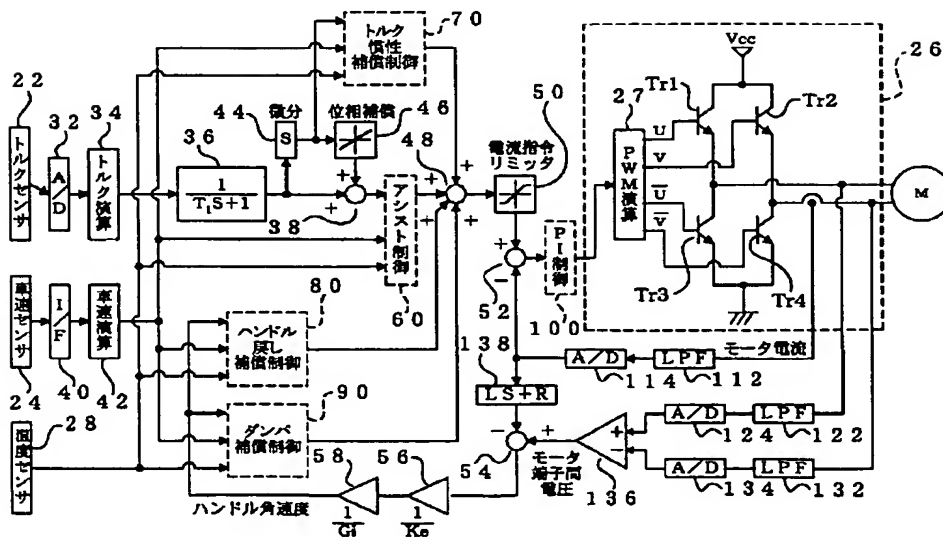 70
トルク
慣性
補償制御
22
32
34
44
微分
位相補償
46
48
50
電流指令
リミッタ
Vcc
26
Tr1
Tr2
27
U
V
U̅
V̅
PWM演算
M
トルクセンサ
A/D
トルク演算
36
1
T₁S+1
S
38
+
+
アシスト制御
+
+
+
+
+
−
52
PI制御
100
Tr3
Tr4
60
車速センサ
I/F
車速演算
24
40
42
28
80
ハンドル
戻し
補償制御
138
LS+R
A/D
LPF
モータ電流
114
112
90
ダンパ
補償制御
温度センサ
−
+
54
モータ
端子間
電圧
+
−
136
A/D
LPF
124
122
A/D
LPF
134
132
58
56
ハンドル角速度
1
Gi
1
Ke